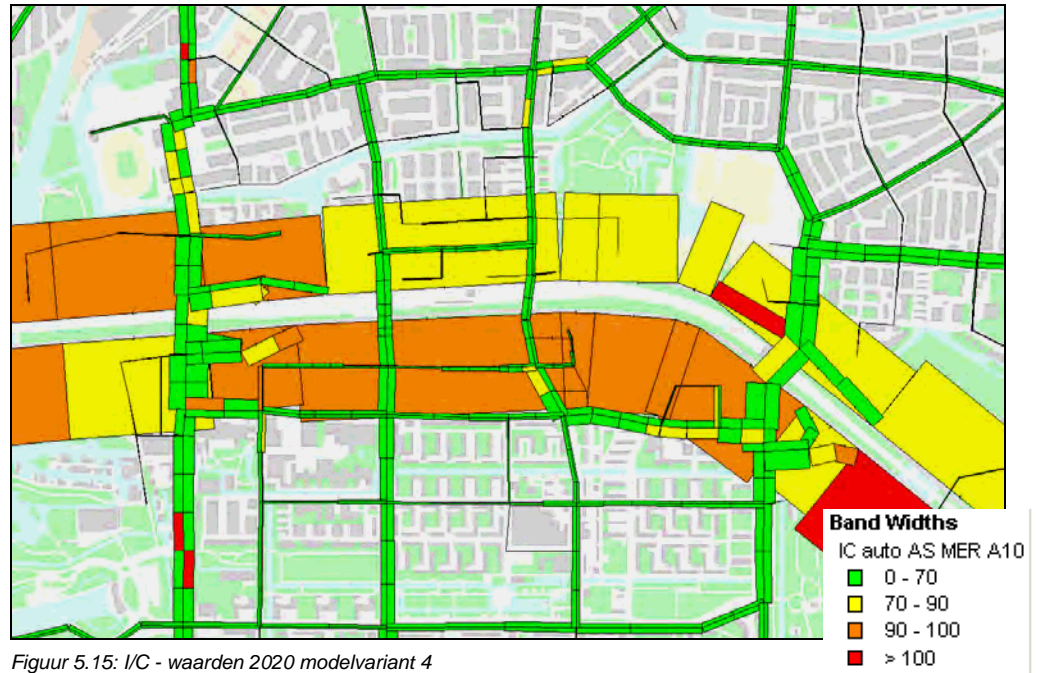 Band Widths
IC auto AS MER A10
0 - 70
70 - 90
90 - 100
> 100
Figuur 5.15: I/C - waarden 2020 modelvariant 4